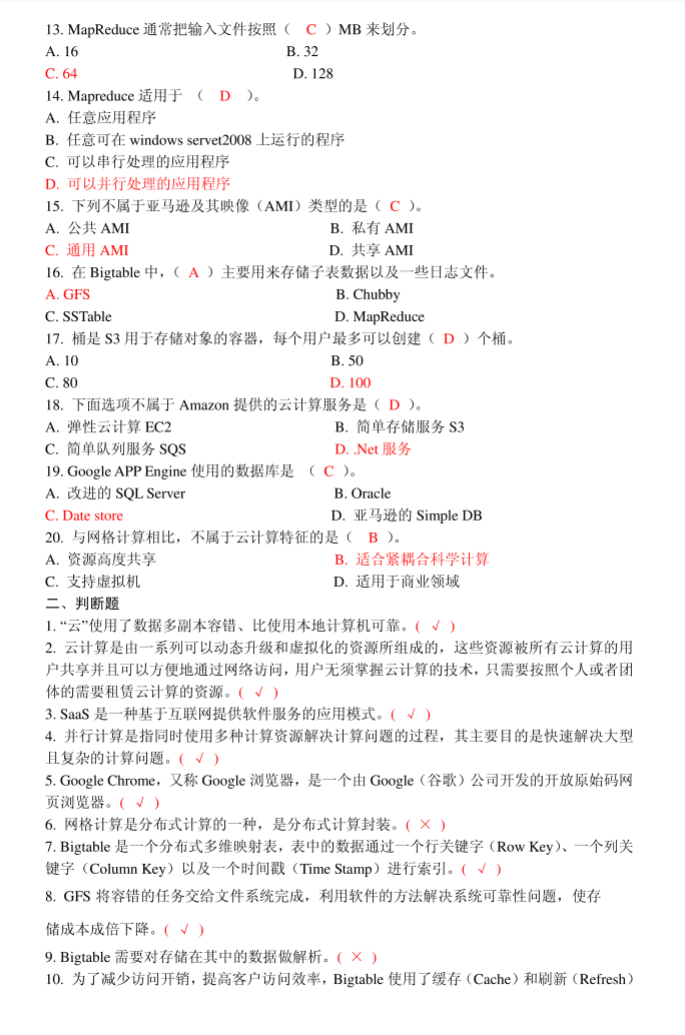 13. MapReduce 通常把输入文件按照（ C ）MB 来划分。
A. 16 B. 32
C. 64 D. 128
14. Mapreduce 适用于 （ D ）。
A. 任意应用程序
B. 任意可在 windows servet2008 上运行的程序
C. 可以串行处理的应用程序
D. 可以并行处理的应用程序
15. 下列不属于亚马逊及其映像（AMI）类型的是（ C ）。
A. 公共 AMI B. 私有 AMI
C. 通用 AMI D. 共享 AMI
16. 在 Bigtable 中，（ A ）主要用来存储子表数据以及一些日志文件。
A. GFS B. Chubby
C. SSTable D. MapReduce
17. 桶是 S3 用于存储对象的容器，每个用户最多可以创建（ D ）个桶。
A. 10 B. 50
C. 80 D. 100
18. 下面选项不属于 Amazon 提供的云计算服务是（ D ）。
A. 弹性云计算 EC2 B. 简单存储服务 S3
C. 简单队列服务 SQS D. .Net 服务
19. Google APP Engine 使用的数据库是 （ C ）。
A. 改进的 SQL Server B. Oracle
C. Date store D. 亚马逊的 Simple DB
20. 与网格计算相比，不属于云计算特征的是（ B ）。
A. 资源高度共享 B. 适合紧耦合科学计算
C. 支持虚拟机 D. 适用于商业领域
二、判断题
1. “云”使用了数据多副本容错、比使用本地计算机可靠。( √ )
2. 云计算是由一系列可以动态升级和虚拟化的资源所组成的，这些资源被所有云计算的用
户共享并且可以方便地通过网络访问，用户无须掌握云计算的技术，只需要按照个人或者团
体的需要租赁云计算的资源。( √ )
3. SaaS 是一种基于互联网提供软件服务的应用模式。( √ )
4. 并行计算是指同时使用多种计算资源解决计算问题的过程，其主要目的是快速解决大型
且复杂的计算问题。( √ )
5. Google Chrome，又称 Google 浏览器，是一个由 Google（谷歌）公司开发的开放原始码网
页浏览器。( √ )
6. 网格计算是分布式计算的一种，是分布式计算封装。( × )
7. Bigtable 是一个分布式多维映射表，表中的数据通过一个行关键字（Row Key）、一个列关
键字（Column Key）以及一个时间戳（Time Stamp）进行索引。( √ )
8. GFS 将容错的任务交给文件系统完成，利用软件的方法解决系统可靠性问题，使存
储成本成倍下降。( √ )
9. Bigtable 需要对存储在其中的数据做解析。( × )
10. 为了减少访问开销，提高客户访问效率，Bigtable 使用了缓存（Cache）和刷新（Refresh）